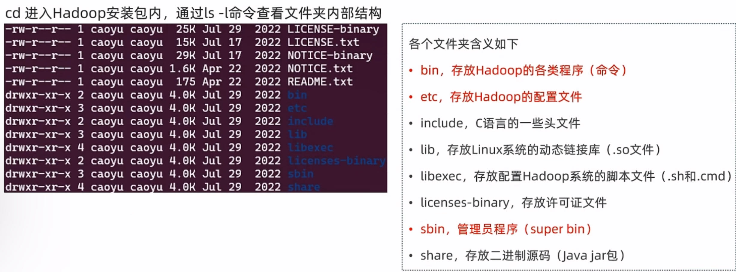 cd 进入Hadoop安装包内，通过ls -l命令查看文件夹内部结构
-rw-r--r-- 1 caoyu caoyu  25K Jul 29  2022 LICENSE-binary
-rw-r--r-- 1 caoyu caoyu  15K Jul 17  2022 LICENSE.txt
-rw-r--r-- 1 caoyu caoyu  29K Jul 17  2022 NOTICE-binary
-rw-r--r-- 1 caoyu caoyu 1.6K Apr 22  2022 NOTICE.txt
-rw-r--r-- 1 caoyu caoyu  175 Apr 22  2022 README.txt
drwxr-xr-x 2 caoyu caoyu 4.0K Jul 29  2022 bin
drwxr-xr-x 3 caoyu caoyu 4.0K Jul 29  2022 etc
drwxr-xr-x 2 caoyu caoyu 4.0K Jul 29  2022 include
drwxr-xr-x 3 caoyu caoyu 4.0K Jul 29  2022 lib
drwxr-xr-x 4 caoyu caoyu 4.0K Jul 29  2022 libexec
drwxr-xr-x 2 caoyu caoyu 4.0K Jul 29  2022 licenses-binary
drwxr-xr-x 3 caoyu caoyu 4.0K Jul 29  2022 sbin
drwxr-xr-x 4 caoyu caoyu 4.0K Jul 29  2022 share
各个文件夹含义如下
• bin，存放Hadoop的各类程序（命令）
• etc，存放Hadoop的配置文件
• include，C语言的一些头文件
• lib，存放Linux系统的动态链接库（.so文件）
• libexec，存放配置Hadoop系统的脚本文件（.sh和.cmd）
• licenses-binary，存放许可证文件
• sbin，管理员程序（super bin）
• share，存放二进制源码（Java jar包）